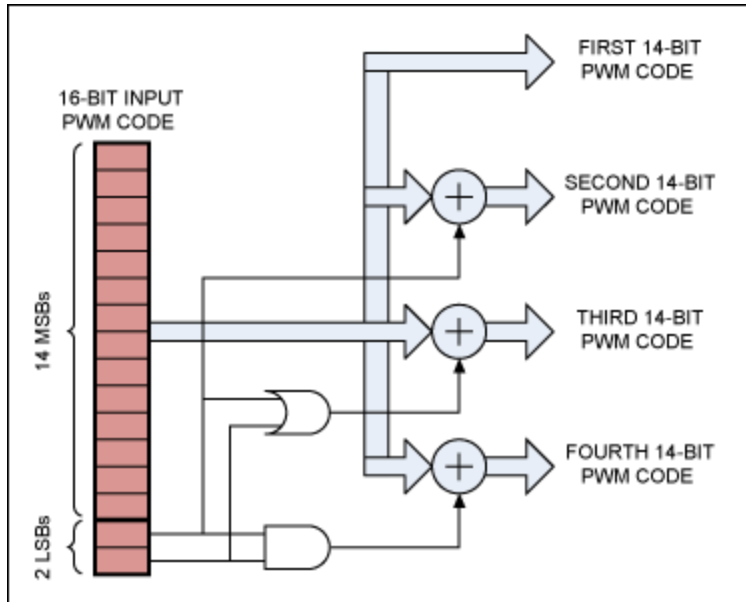 16-BIT INPUT
PWM CODE
14 MSBs
2 LSBs
FIRST 14-BIT
PWM CODE
+
SECOND 14-BIT
PWM CODE
+
THIRD 14-BIT
PWM CODE
+
FOURTH 14-BIT
PWM CODE